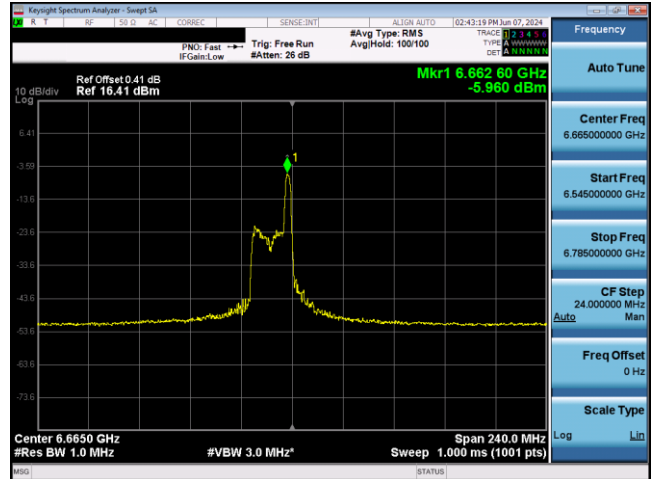 Keysight Spectrum Analyzer - Swept SA
LXI R T RF 50 Ω AC CORREC SENSE:INT ALIGN AUTO 02:43:19 PM Jun 07, 2024
PNO: Fast Trig: Free Run #Avg Type: RMS TRACE 1 2 3 4 5 6
IFGain:Low #Atten: 26 dB Avg|Hold: 100/100 TYPE A WWWWW
DET A N N N N N
Ref Offset 0.41 dB Mkr1 6.662 60 GHz
10 dB/div Ref 16.41 dBm -5.960 dBm
Log
1
6.41
-3.59
-13.6
-23.6
-33.6
-43.6
-53.6
-63.6
-73.6
Center 6.6650 GHz Span 240.0 MHz
#Res BW 1.0 MHz #VBW 3.0 MHz* Sweep 1.000 ms (1001 pts)
MSG STATUS
Frequency
Auto Tune
Center Freq
6.665000000 GHz
Start Freq
6.545000000 GHz
Stop Freq
6.785000000 GHz
CF Step
24.000000 MHz
Auto Man
Freq Offset
0 Hz
Scale Type
Log Lin